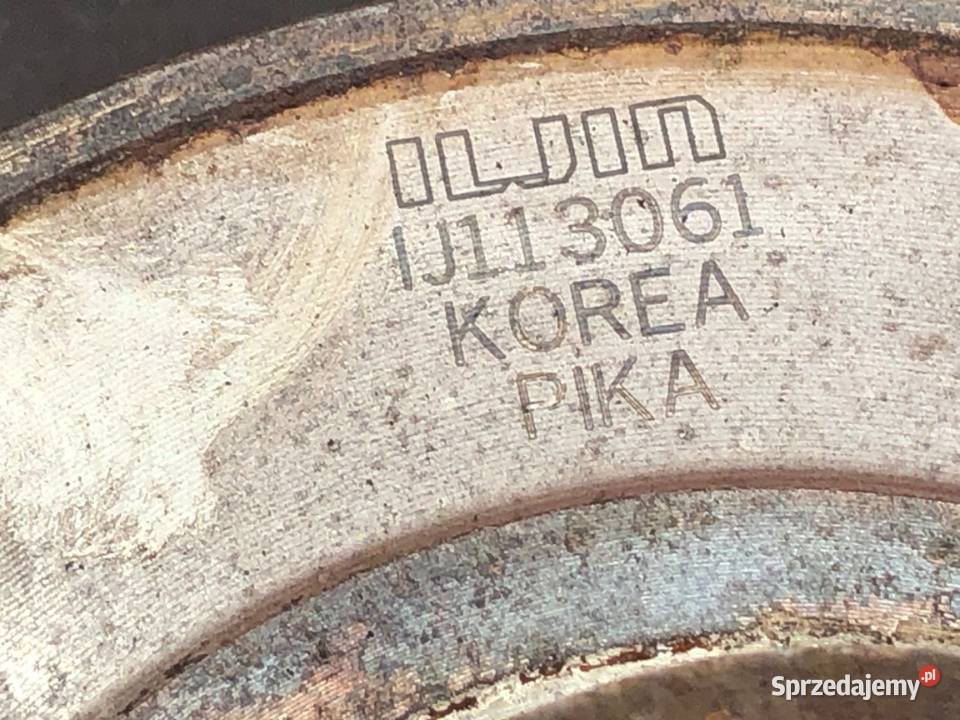 ILJIN
IJ113061
KOREA
PIKA
Sprzedajemy.pl